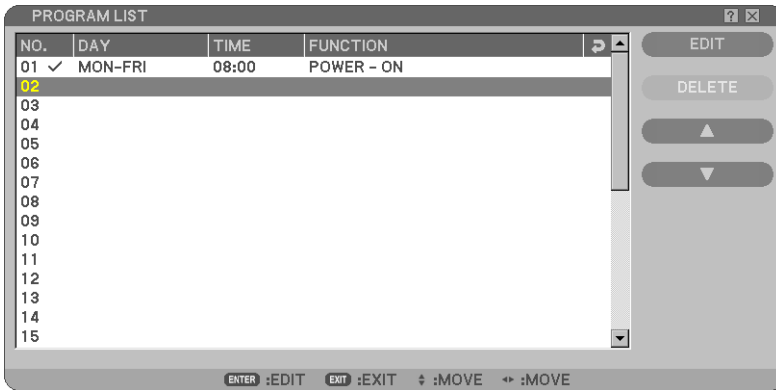 PROGRAM LIST
NO. DAY TIME FUNCTION
01 ✓ MON-FRI 08:00 POWER - ON
02
03
04
05
06
07
08
09
10
11
12
13
14
15
EDIT
DELETE
ENTER :EDIT EXIT :EXIT :MOVE :MOVE